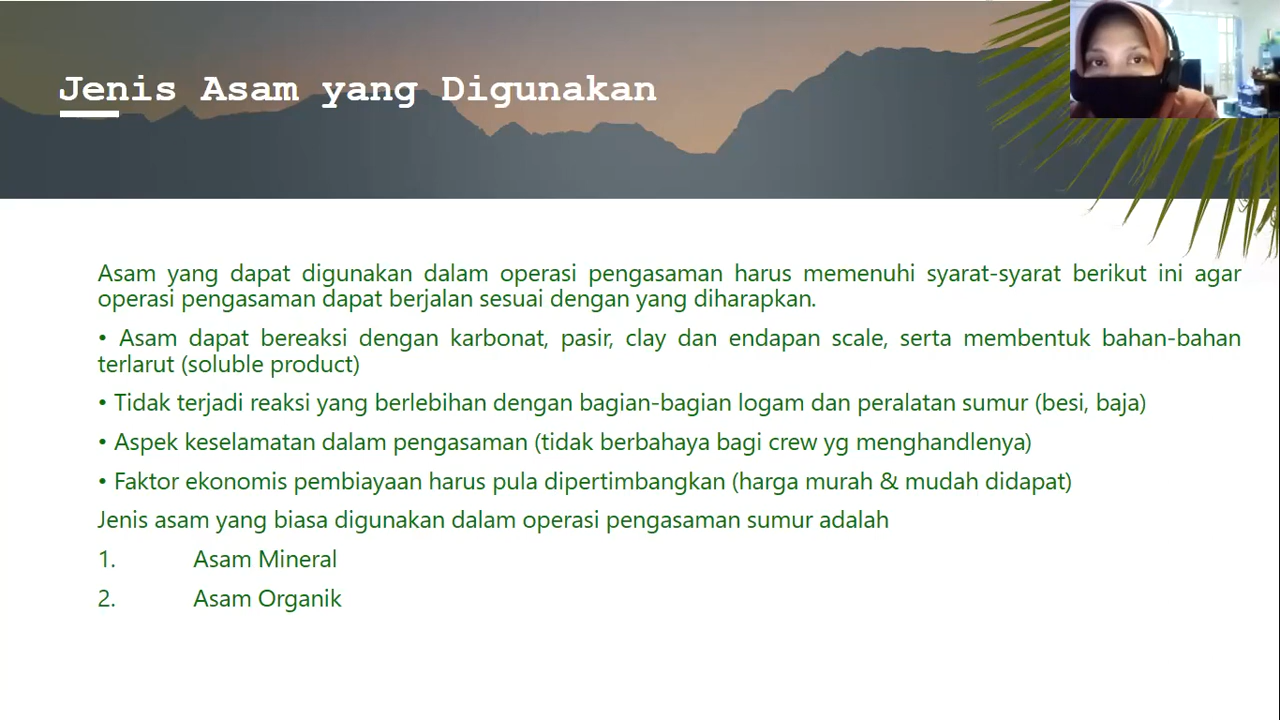 Jenis Asam yang Digunakan
Asam yang dapat digunakan dalam operasi pengasaman harus memenuhi syarat-syarat berikut ini agar
operasi pengasaman dapat berjalan sesuai dengan yang diharapkan.
• Asam dapat bereaksi dengan karbonat, pasir, clay dan endapan scale, serta membentuk bahan-bahan
terlarut (soluble product)
• Tidak terjadi reaksi yang berlebihan dengan bagian-bagian logam dan peralatan sumur (besi, baja)
• Aspek keselamatan dalam pengasaman (tidak berbahaya bagi crew yg menghandlenya)
• Faktor ekonomis pembiayaan harus pula dipertimbangkan (harga murah & mudah didapat)
Jenis asam yang biasa digunakan dalam operasi pengasaman sumur adalah
1. Asam Mineral
2. Asam Organik